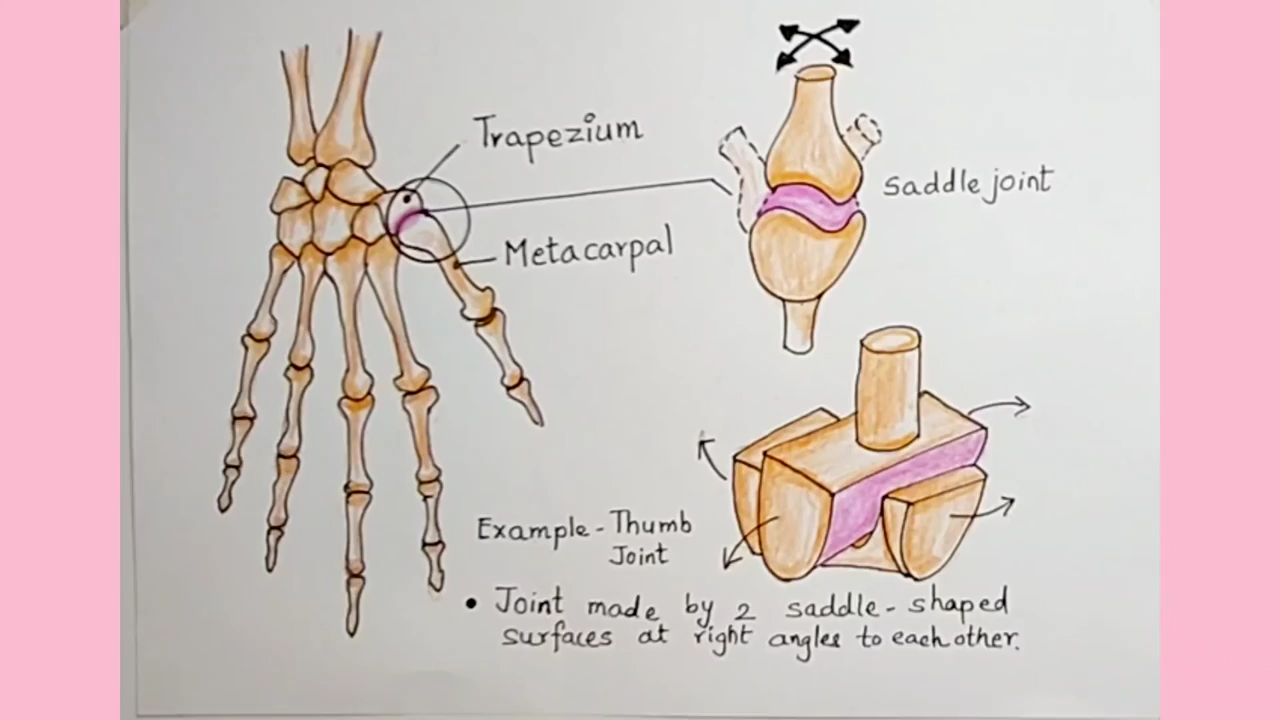 Trapezium
Saddle joint
Metacarpal
Example - Thumb
Joint
• Joint made by 2 saddle - shaped
surfaces at right angles to each other.